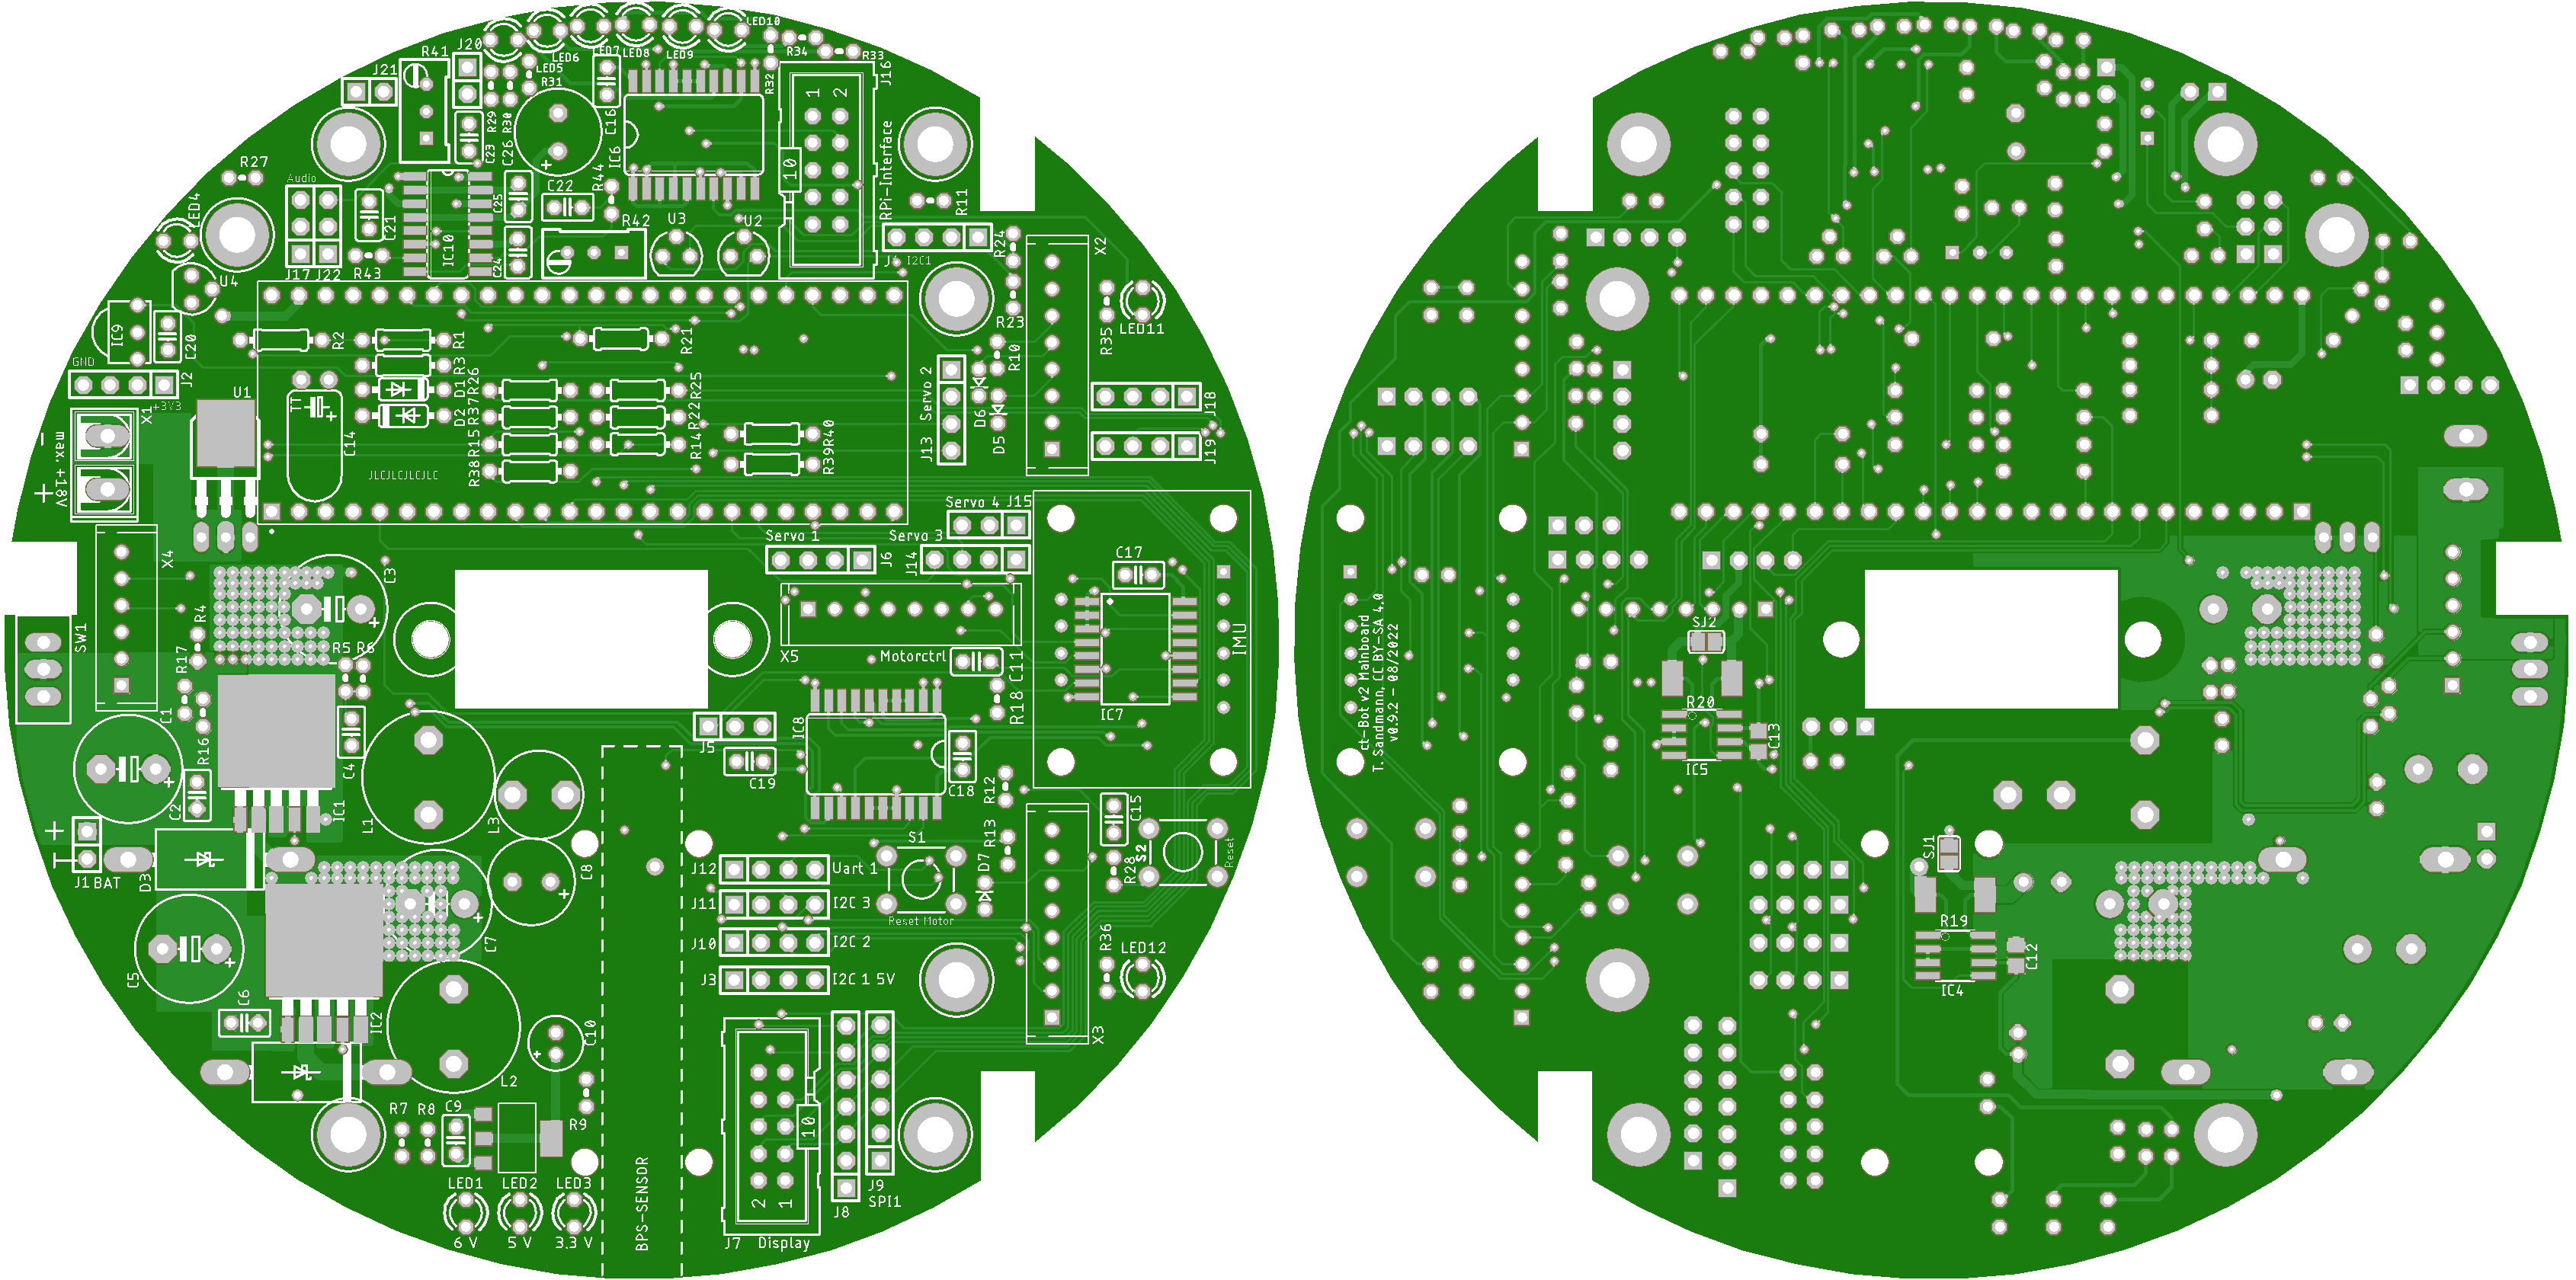 LED10
LED7
LED8
LED9
LED6
LED5
R34
R33
R32
R31
J20
R41
J21
J16
1 2
10
RPi-Interface
R29
R30
C23
C26
C16
IC6
R44
C22
C25
C24
R42
U3
U2
R11
J4 I2C1
R24
R23
X2
R27
LED4
Audio
J17
J22
C21
R43
IC10
U4
IC9
C20
GND
J2
+3V3
X1
-
max. +18V
+
U1
R2
R1
R3
D1
D2
R26
R37
R15
R38
R21
R25
R22
R14
R40
R39
TT
+
C14
JLCJLCJLCJLC
R10
D6
D5
Servo 2
J13
R35
LED11
J18
J19
Servo 4 J15
Servo 1
Servo 3
J6
J14
X4
SW1
C3
+
R4
R5
R6
R17
R16
C1
+
C2
C4
IC1
L1
L3
C8
+
X5
Motorctrl
C11
R18
C17
IC7
IMU
J5
C19
IC8
C18
R12
R13
C15
R28
S2
Reset
S1
Reset Motor
D7
+
-
J1
BAT
D3
C5
+
C6
C7
+
IC2
L2
C10
+
R7
R8
C9
R9
LED1
LED2
LED3
6 V
5 V
3.3 V
BPS-SENSOR
J12
Uart 1
J11
I2C 3
J10
I2C 2
J3
I2C 1 5V
R36
LED12
X3
10
2 1
J7
Display
J8
J9
SPI1
ct-Bot v2 Mainboard
T. Sandmann, CC BY-SA 4.0
v0.9.2 - 08/2022
SJ2
R20
IC5
C13
SJ1
R19
IC4
C12